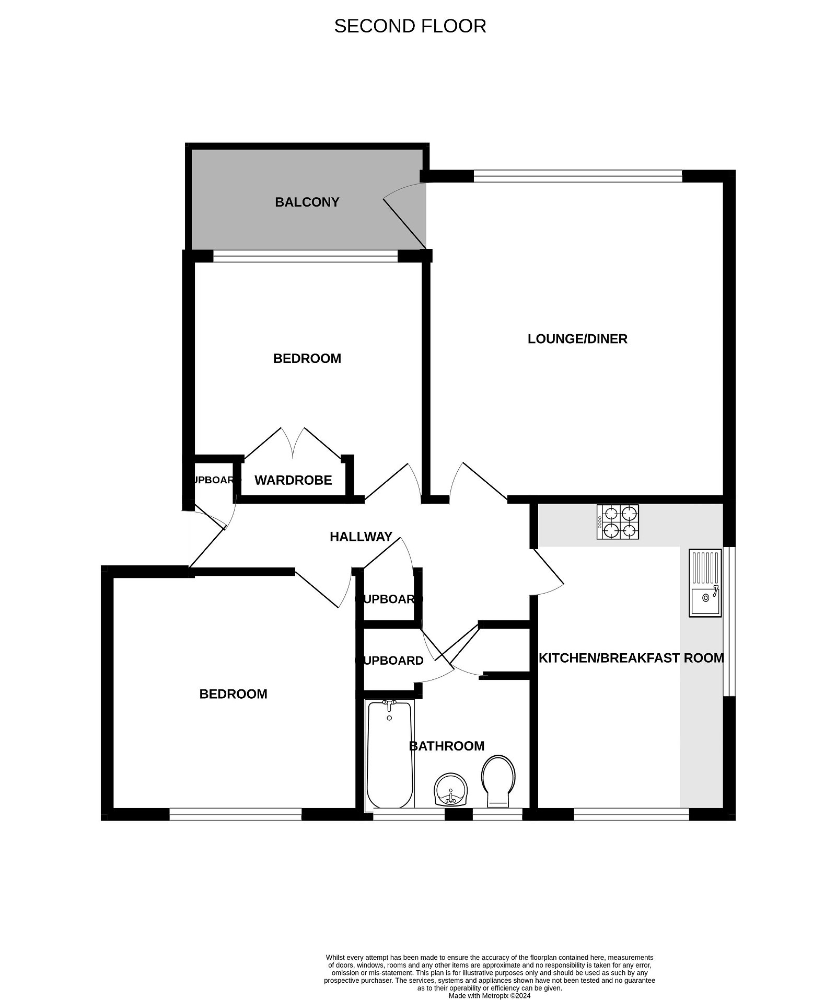 SECOND FLOOR
BALCONY
LOUNGE/DINER
BEDROOM
UPBOARD
WARDROBE
HALLWAY
CUPBOARD
CUPBOARD
KITCHEN/BREAKFAST ROOM
BEDROOM
BATHROOM
Whilst every attempt has been made to ensure the accuracy of the floorplan contained here, measurements
of doors, windows, rooms and any other items are approximate and no responsibility is taken for any error,
omission or mis-statement. This plan is for illustrative purposes only and should be used as such by any
prospective purchaser. The services, systems and appliances shown have not been tested and no guarantee
as to their operability or efficiency can be given.
Made with Metropix ©2024